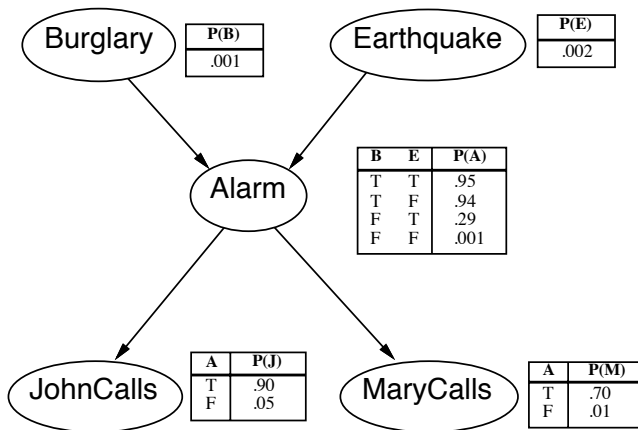 Burglary
P(B)
.001
Earthquake
P(E)
.002
Alarm
B E P(A)
T T .95
T F .94
F T .29
F F .001
JohnCalls
A P(J)
T .90
F .05
MaryCalls
A P(M)
T .70
F .01